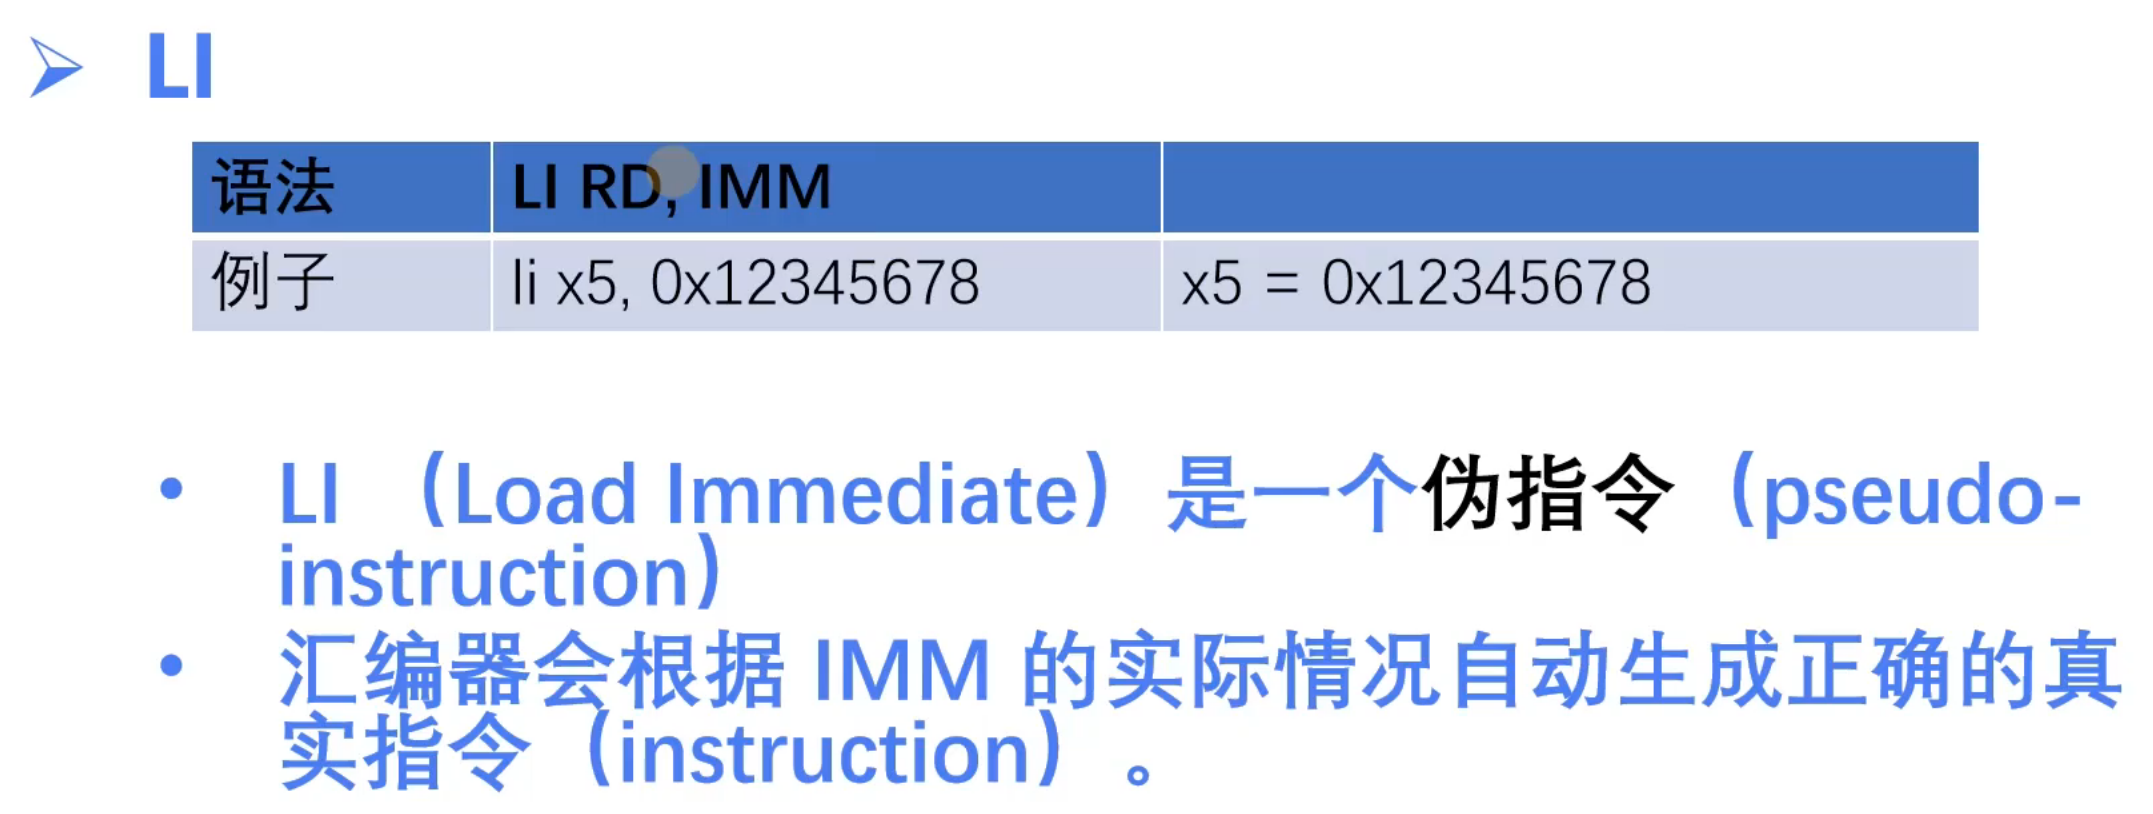 LI
语法 LI RD, IMM
例子 li x5, 0x12345678 x5 = 0x12345678
• LI （Load Immediate）是一个伪指令（pseudo-
instruction）
• 汇编器会根据 IMM 的实际情况自动生成正确的真
实指令（instruction）。